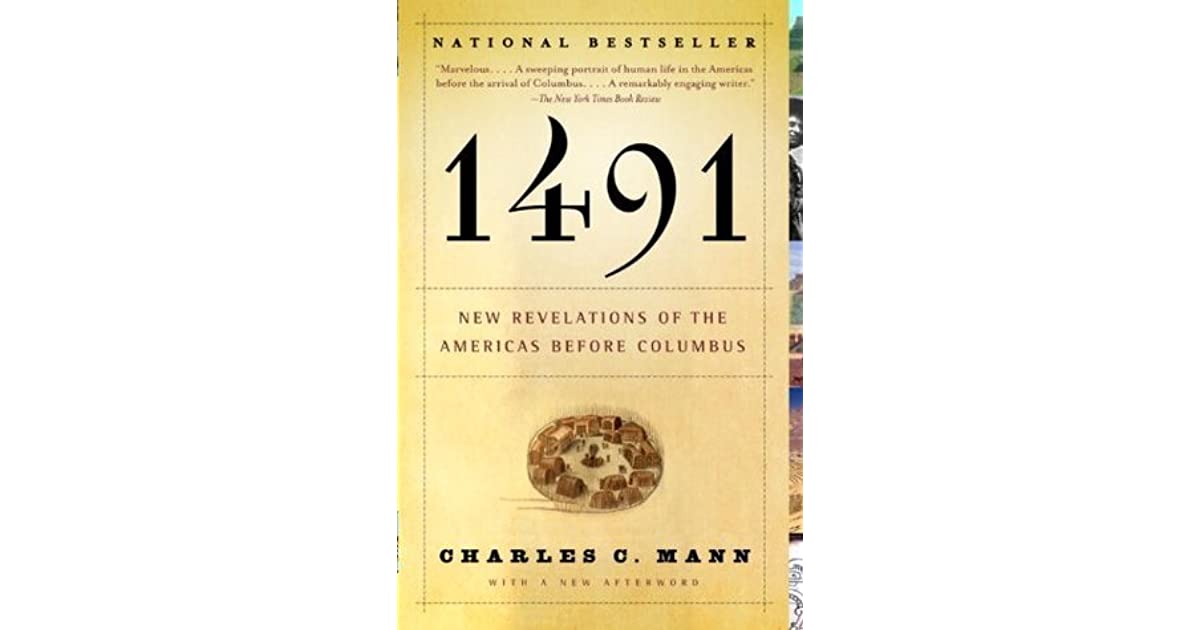 NATIONAL BESTSELLER
“Marvelous. . . . A sweeping portrait of human life in the Americas
before the arrival of Columbus. . . . A remarkably engaging writer.”
—The New York Times Book Review
1491
NEW REVELATIONS OF THE
AMERICAS BEFORE COLUMBUS
CHARLES C. MANN
WITH A NEW AFTERWORD